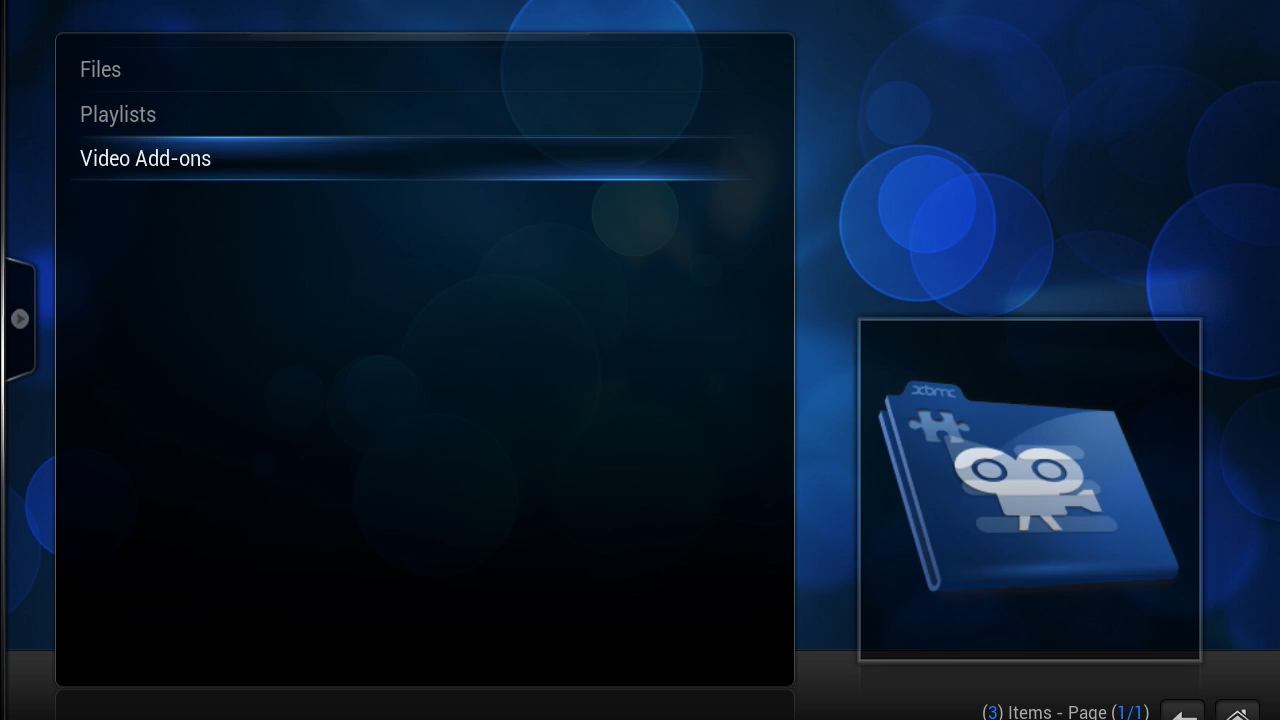 Files
Playlists
Video Add-ons
xbmc
(3) Items - Page (1/1)